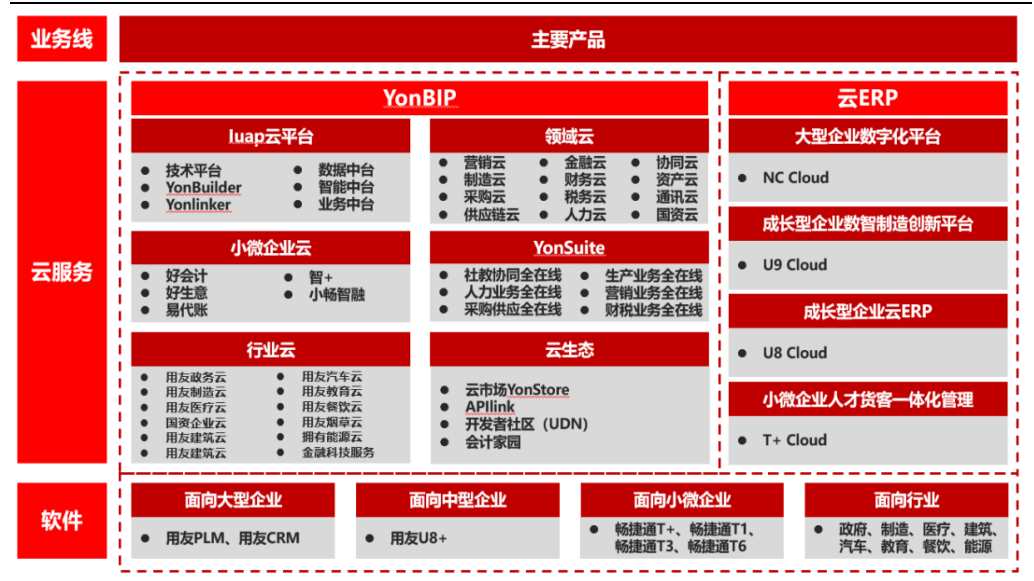 业务线
主要产品
云服务
YonBIP
Iuap云平台
技术平台
YonBuilder
Yonlinker
数据中台
智能中台
业务中台
领域云
营销云
制造云
采购云
供应链云
金融云
财务云
税务云
人力云
协同云
资产云
通讯云
国资云
小微企业云
好会计
好生意
易代账
智+
小畅智融
YonSuite
社教协同全在线
人力业务全在线
采购供应全在线
生产业务全在线
营销业务全在线
财税业务全在线
行业云
用友政务云
用友制造云
用友医疗云
国资企业云
用友建筑云
用友建筑云
用友汽车云
用友教育云
用友餐饮云
用友烟草云
拥有能源云
金融科技服务
云生态
云市场YonStore
APIlink
开发者社区（UDN）
会计家园
云ERP
大型企业数字化平台
NC Cloud
成长型企业数智制造创新平台
U9 Cloud
成长型企业云ERP
U8 Cloud
小微企业人才货客一体化管理
T+ Cloud
软件
面向大型企业
用友PLM、用友CRM
面向中型企业
用友U8+
面向小微企业
畅捷通T+、畅捷通T1、
畅捷通T3、畅捷通T6
面向行业
政府、制造、医疗、建筑、
汽车、教育、餐饮、能源